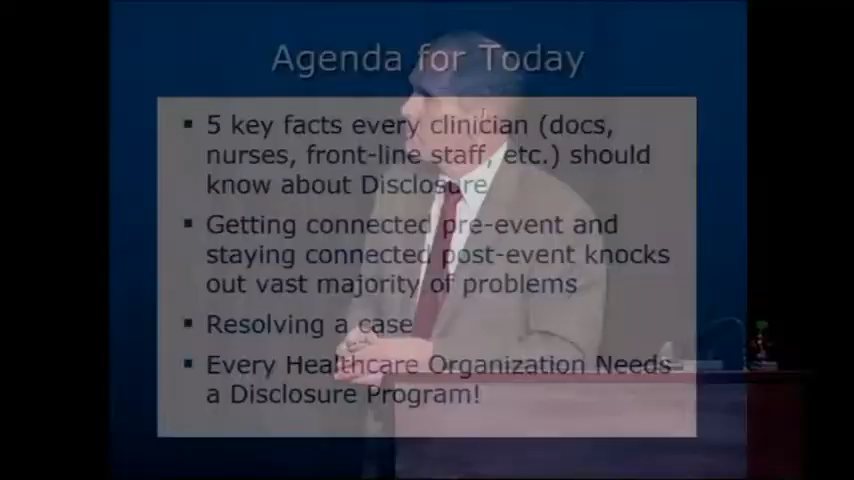 Agenda for Today
▪ 5 key facts every clinician (docs,
nurses, front-line staff, etc.) should
know about Disclosure
▪ Getting connected pre-event and
staying connected post-event knocks
out vast majority of problems
▪ Resolving a case
▪ Every Healthcare Organization Needs
a Disclosure Program!